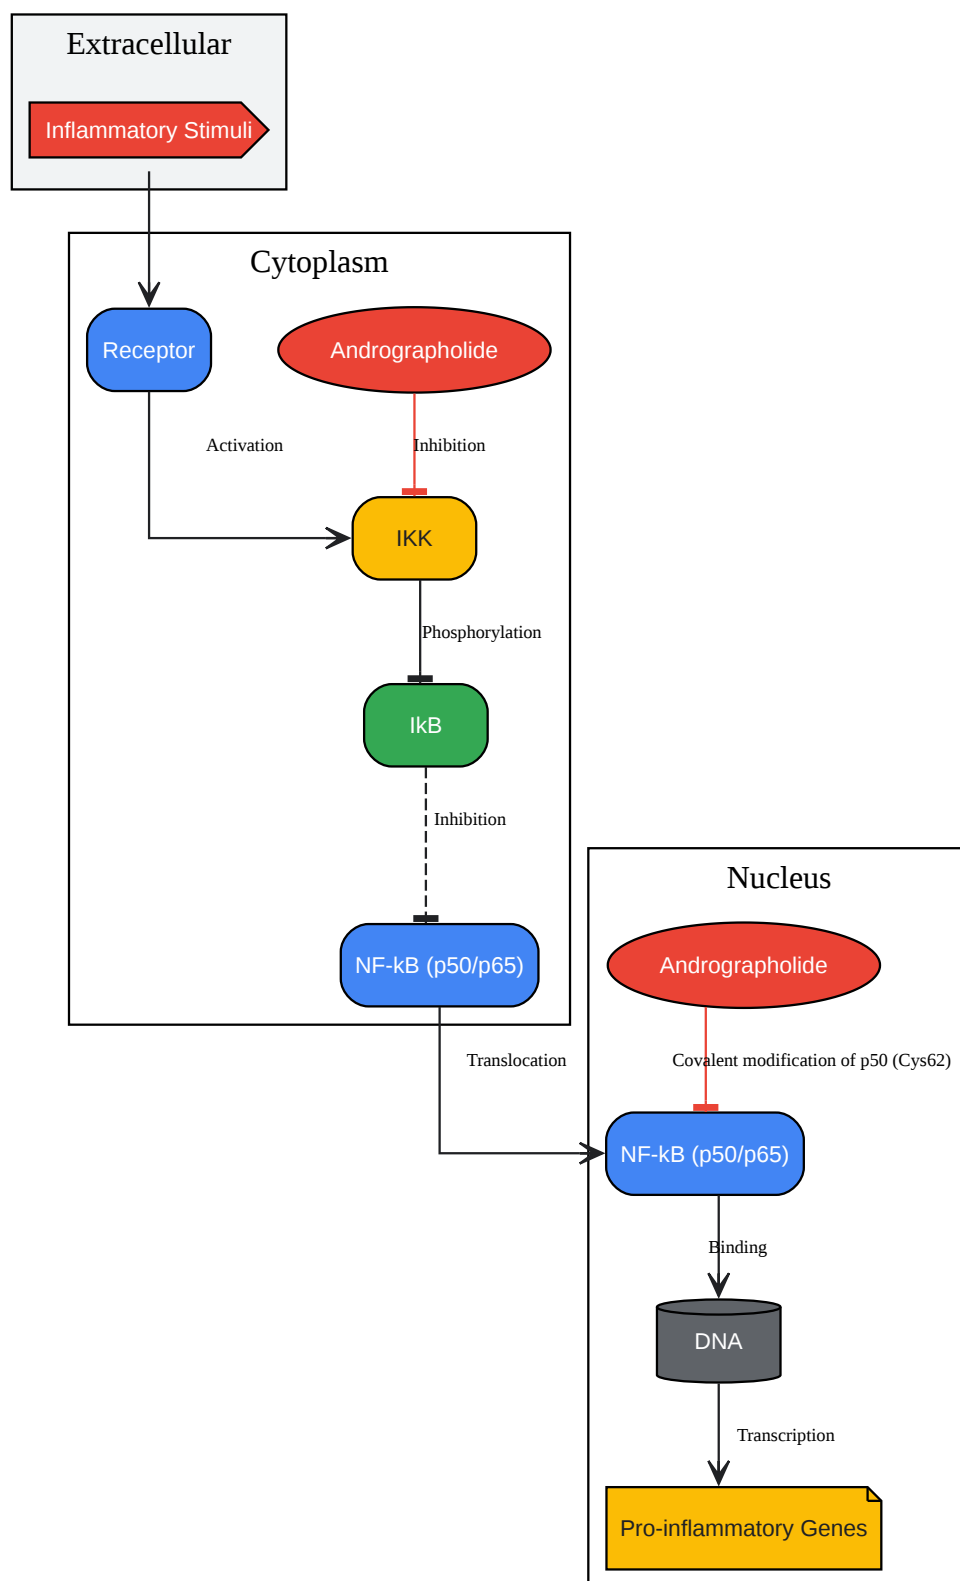 Extracellular
Inflammatory Stimuli
Cytoplasm
Receptor
Andrographolide
Activation
Inhibition
IKK
Phosphorylation
IkB
Inhibition
NF-kB (p50/p65)
Translocation
Nucleus
Andrographolide
Covalent modification of p50 (Cys62)
NF-kB (p50/p65)
Binding
DNA
Transcription
Pro-inflammatory Genes